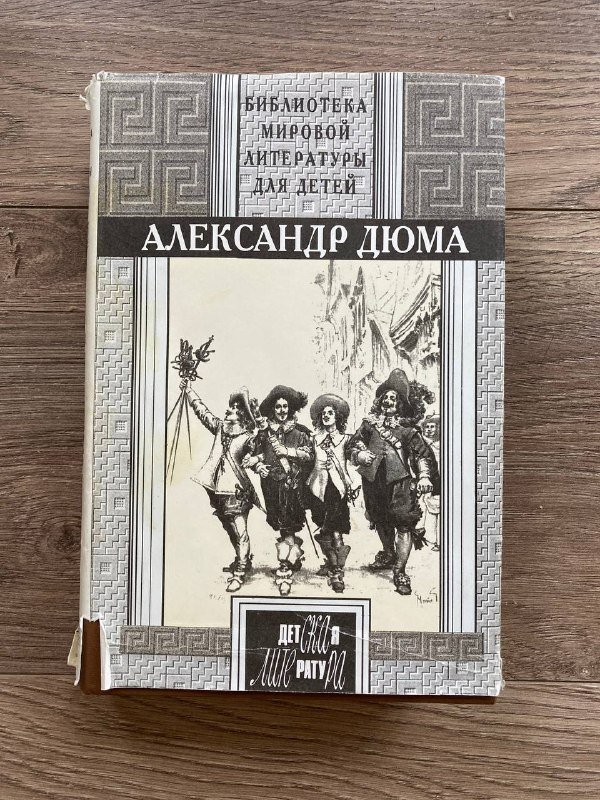 БИБЛИОТЕКА
МИРОВОЙ
ЛИТЕРАТУРЫ
ДЛЯ ДЕТЕЙ
АЛЕКСАНДР ДЮМА
ДЕТСКАЯ
ЛИТЕРАТУРА